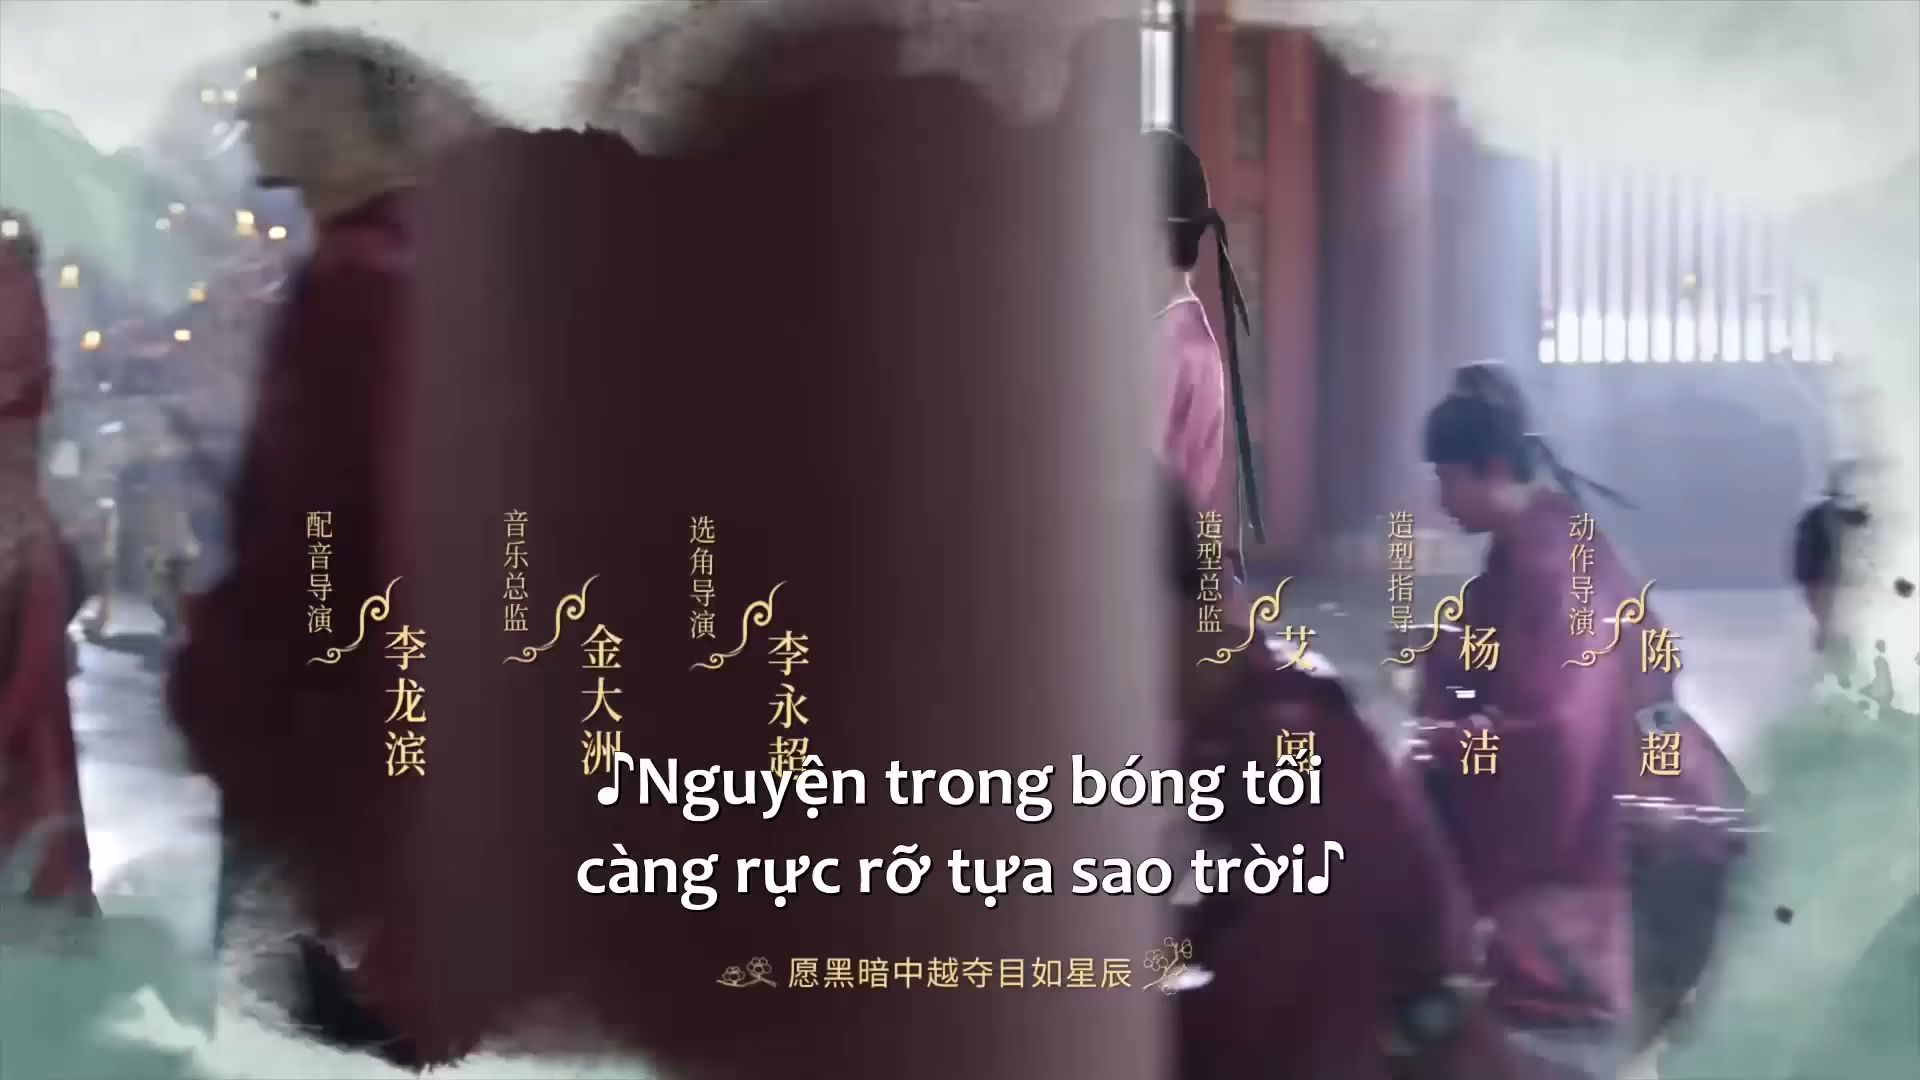 配音导演
李龙滨
音乐总监
金大洲
选角导演
李永超
造型总监
艾闻
造型指导
杨洁
动作导演
陈超
♪Nguyện trong bóng tối
càng rực rỡ tựa sao trời♪
愿黑暗中越夺目如星辰